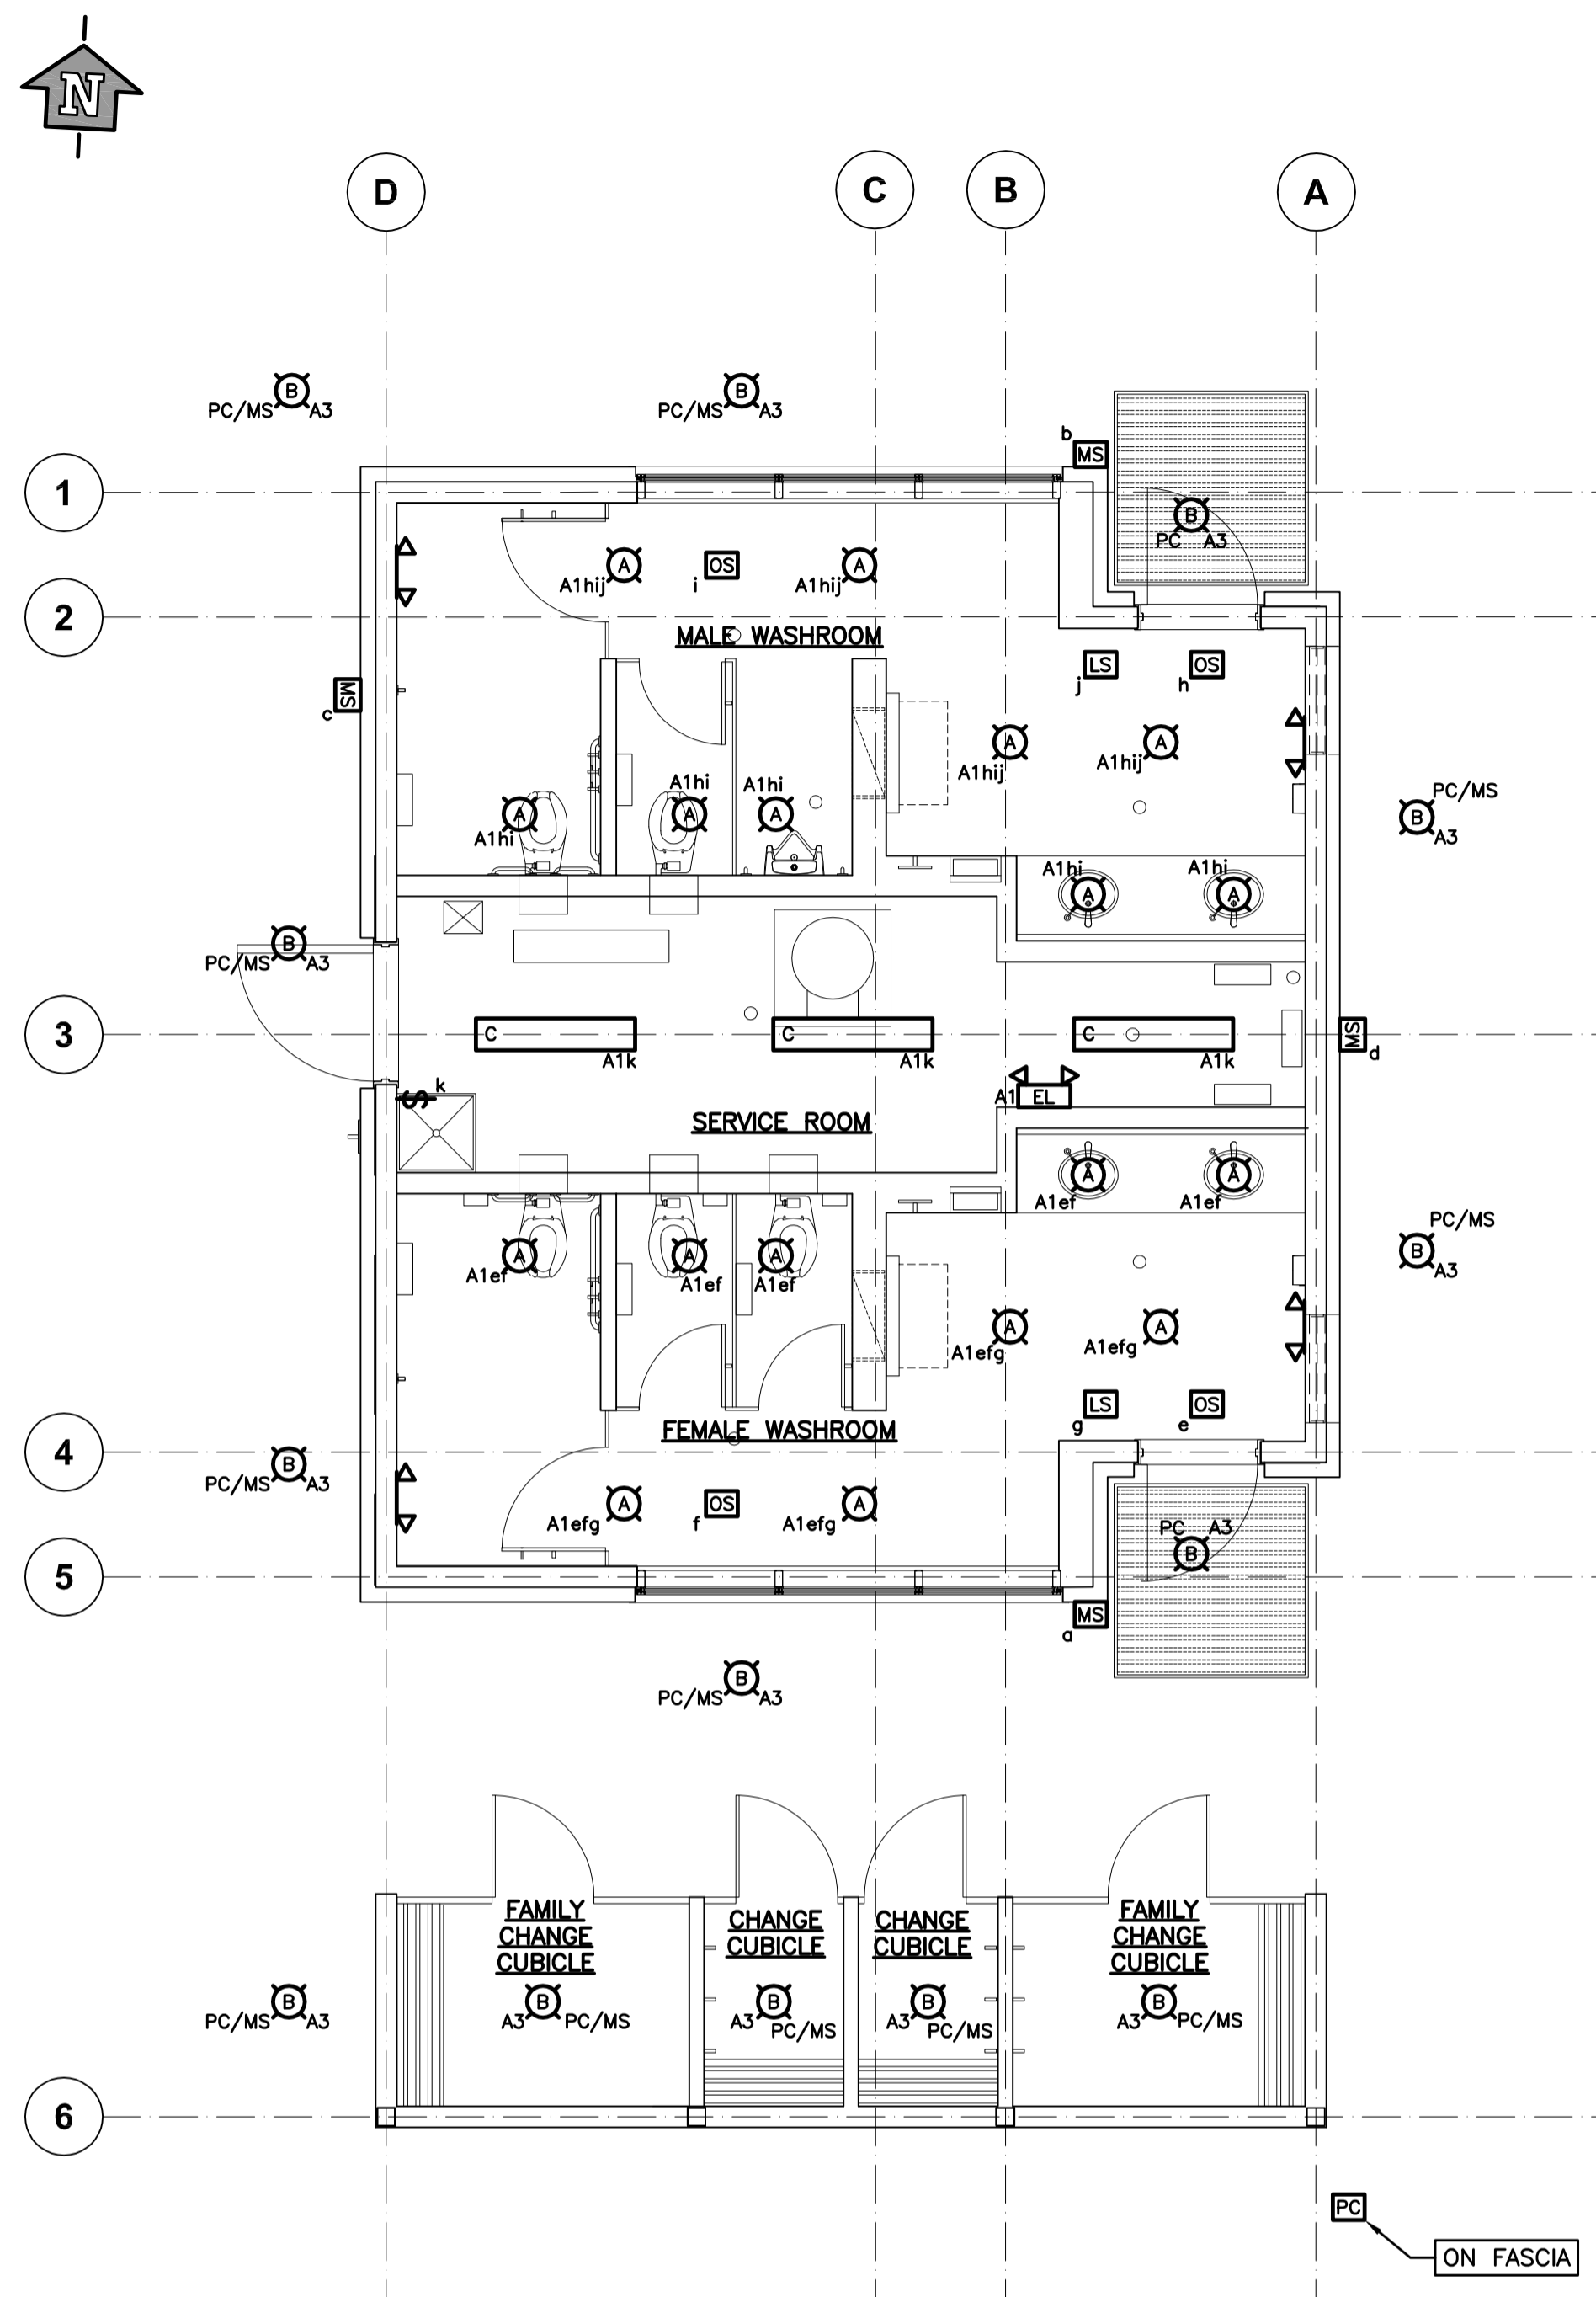 N
D
C
B
A
B
PC/MS
A3
B
PC/MS
A3
b
MS
1
B
PC
A3
A
A1hij
OS
i
A
A1hij
2
MALE WASHROOM
LS
j
OS
h
MS
c
A
A1hij
A
A1hij
PC/MS
B
A3
A1hi
A1hi
A
A
A
A1hi
A1hi
A1hi
A
A
B
PC/MS
A3
3
C
A1k
C
A1k
C
A1k
MS
d
$
k
A1
EL
SERVICE ROOM
A
A
A1ef
A1ef
PC/MS
B
A3
A
A1ef
A
A1ef
A
A1ef
A
A1efg
A
A1efg
LS
g
OS
e
FEMALE WASHROOM
4
B
PC/MS
A3
A
A1efg
OS
f
A
A1efg
PC
A3
B
5
MS
a
B
PC/MS
A3
FAMILY
CHANGE
CUBICLE
CHANGE
CUBICLE
CHANGE
CUBICLE
FAMILY
CHANGE
CUBICLE
B
PC/MS
A3
B
A3
PC/MS
B
A3
PC/MS
B
A3
PC/MS
B
A3
PC/MS
6
PC
ON FASCIA